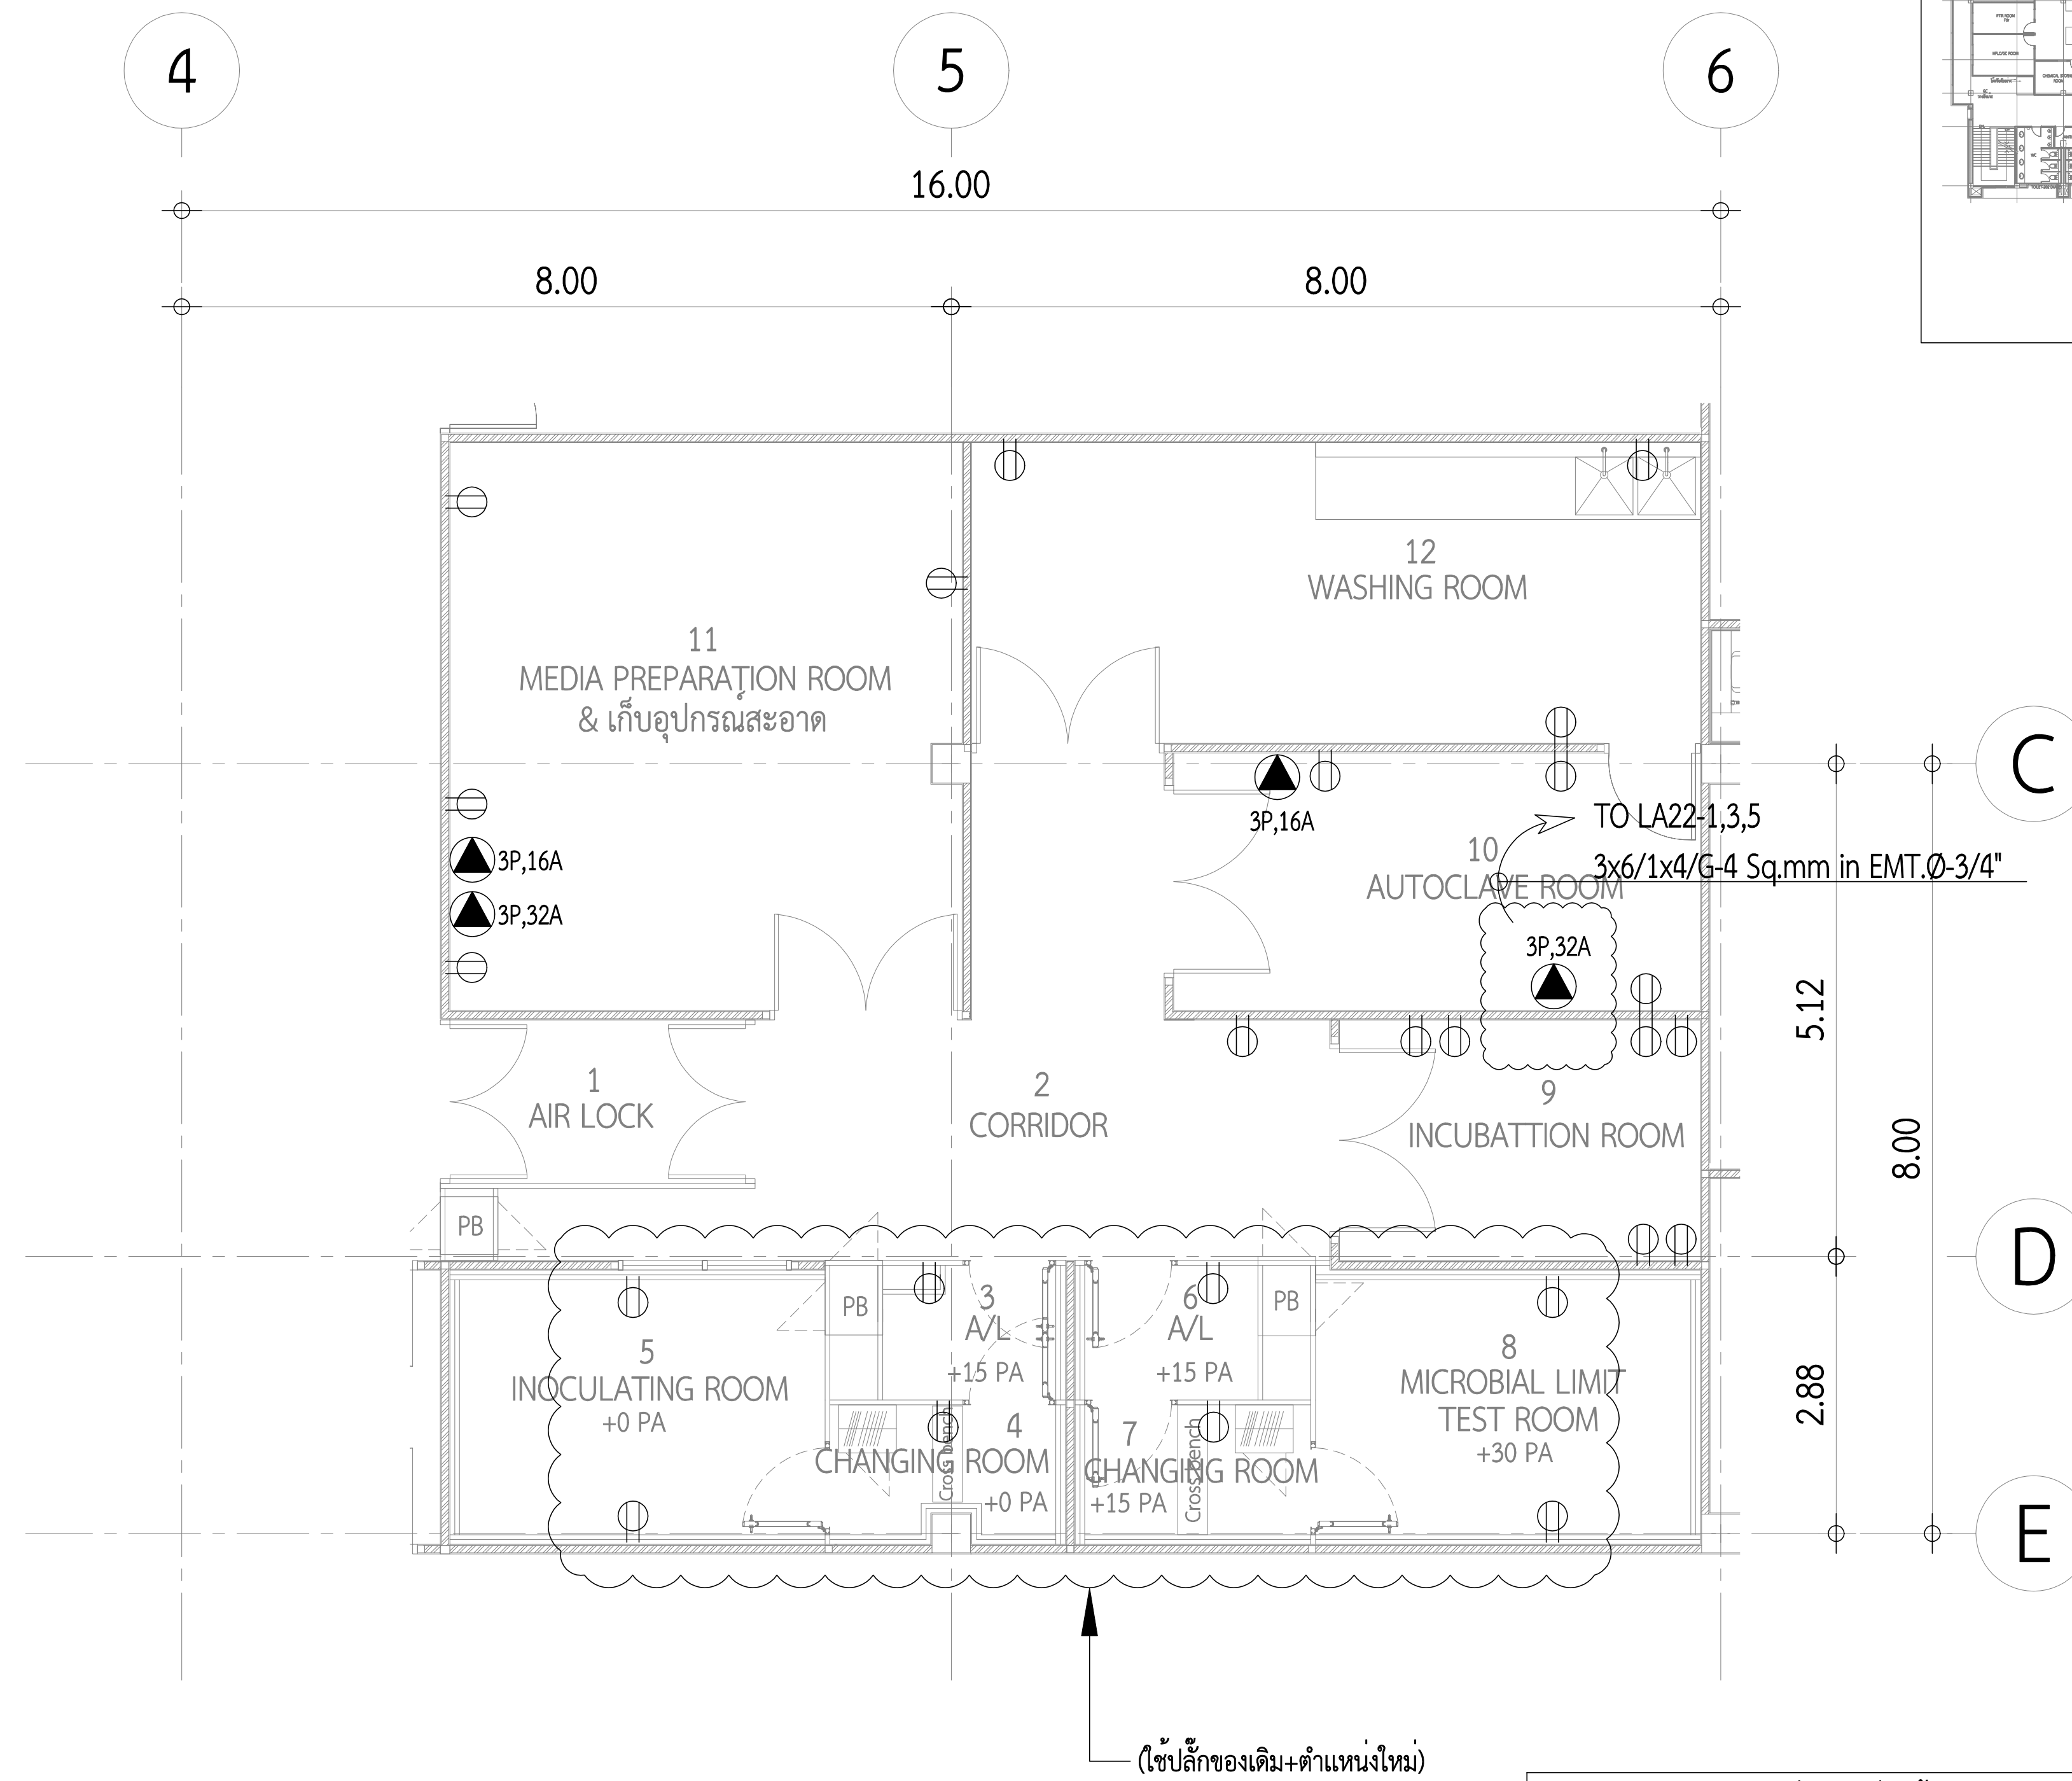 4
5
6
16.00
8.00
8.00
FTIR ROOM
HPLC/GC ROOM
WC
12
WASHING ROOM
11
MEDIA PREPARATION ROOM
& เก็บอุปกรณ์สะอาด
C
3P,16A
TO LA22-1,3,5
3P,16A
10
3x6/1x4/G-4 Sq.mm in EMT.Ø-3/4"
AUTOCLAVE ROOM
3P,32A
3P,32A
5.12
1
AIR LOCK
2
CORRIDOR
9
INCUBATTION ROOM
8.00
PB
D
PB
3
A/L
+15 PA
6
A/L
+15 PA
PB
5
INOCULATING ROOM
+0 PA
8
MICROBIAL LIMIT
TEST ROOM
+30 PA
2.88
4
CHANGING ROOM
+0 PA
Cross bench
7
CHANGING ROOM
+15 PA
Cross bench
E
(ใช้ปลั๊กของเดิม+ตำแหน่งใหม่)